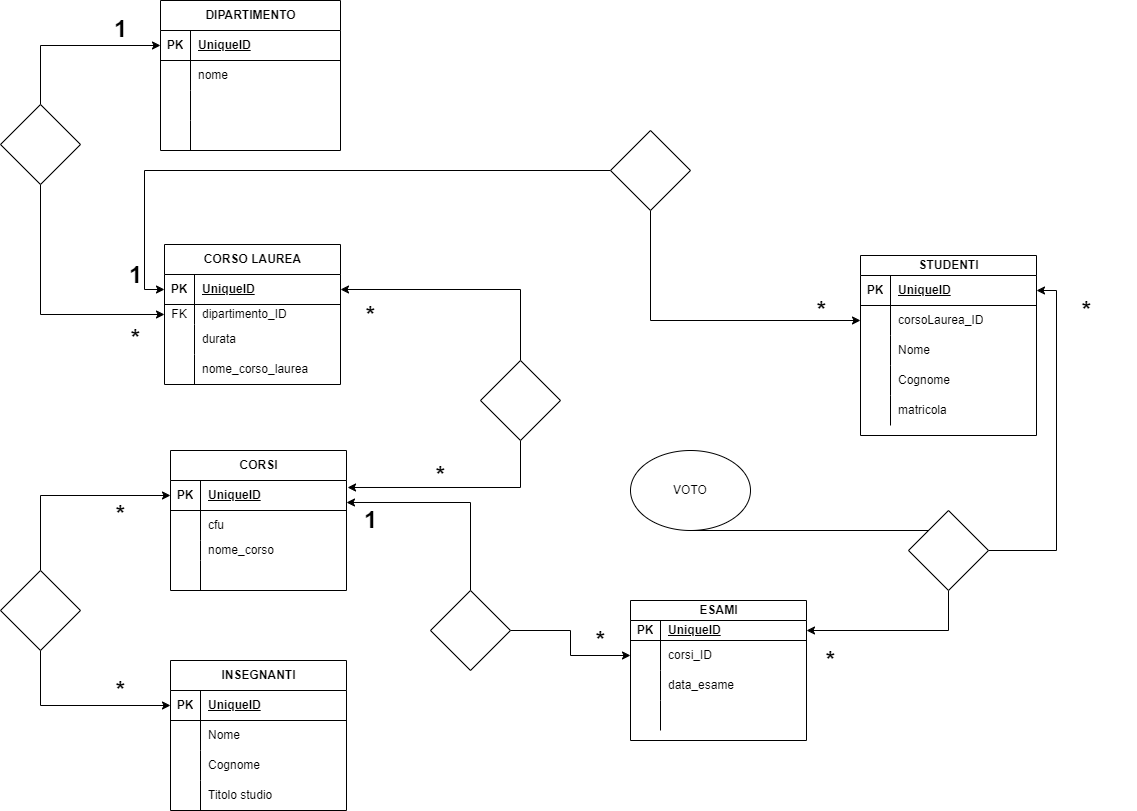 DIPARTIMENTO
1
PK UniqueID
nome
CORSO LAUREA
1
PK UniqueID
*
FK dipartimento_ID
*
durata
nome_corso_laurea
STUDENTI
PK UniqueID
*
*
corsoLaurea_ID
Nome
Cognome
matricola
CORSI
*
PK UniqueID
*
1
cfu
nome_corso
VOTO
ESAMI
PK UniqueID
*
*
corsi_ID
data_esame
INSEGNANTI
*
PK UniqueID
Nome
Cognome
Titolo studio